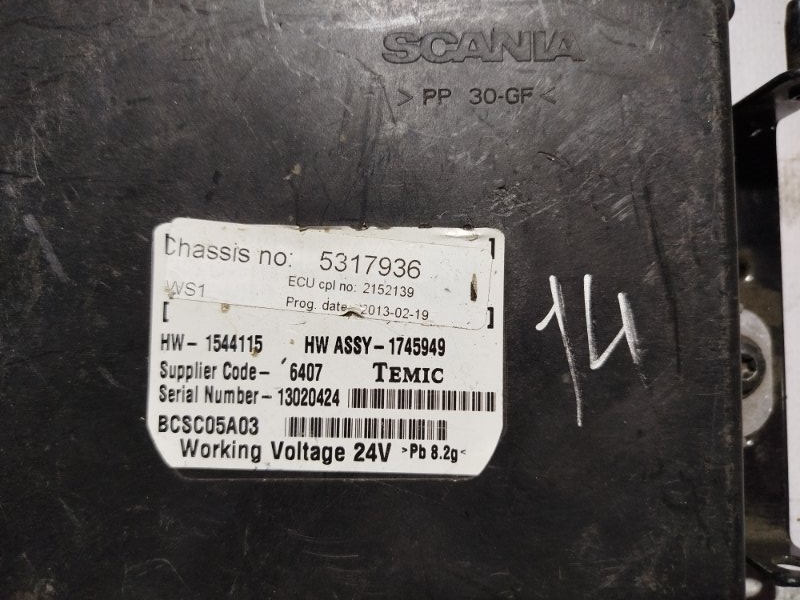 SCANIA
>PP 30-GF<
Chassis no: 5317936
WS1
ECU cpl no: 2152139
Prog. date 2013-02-19
HW-1544115 HW ASSY-1745949
Supplier Code- 6407 TEMIC
Serial Number-13020424
BCSC05A03
Working Voltage 24V >Pb 8.2g<
14